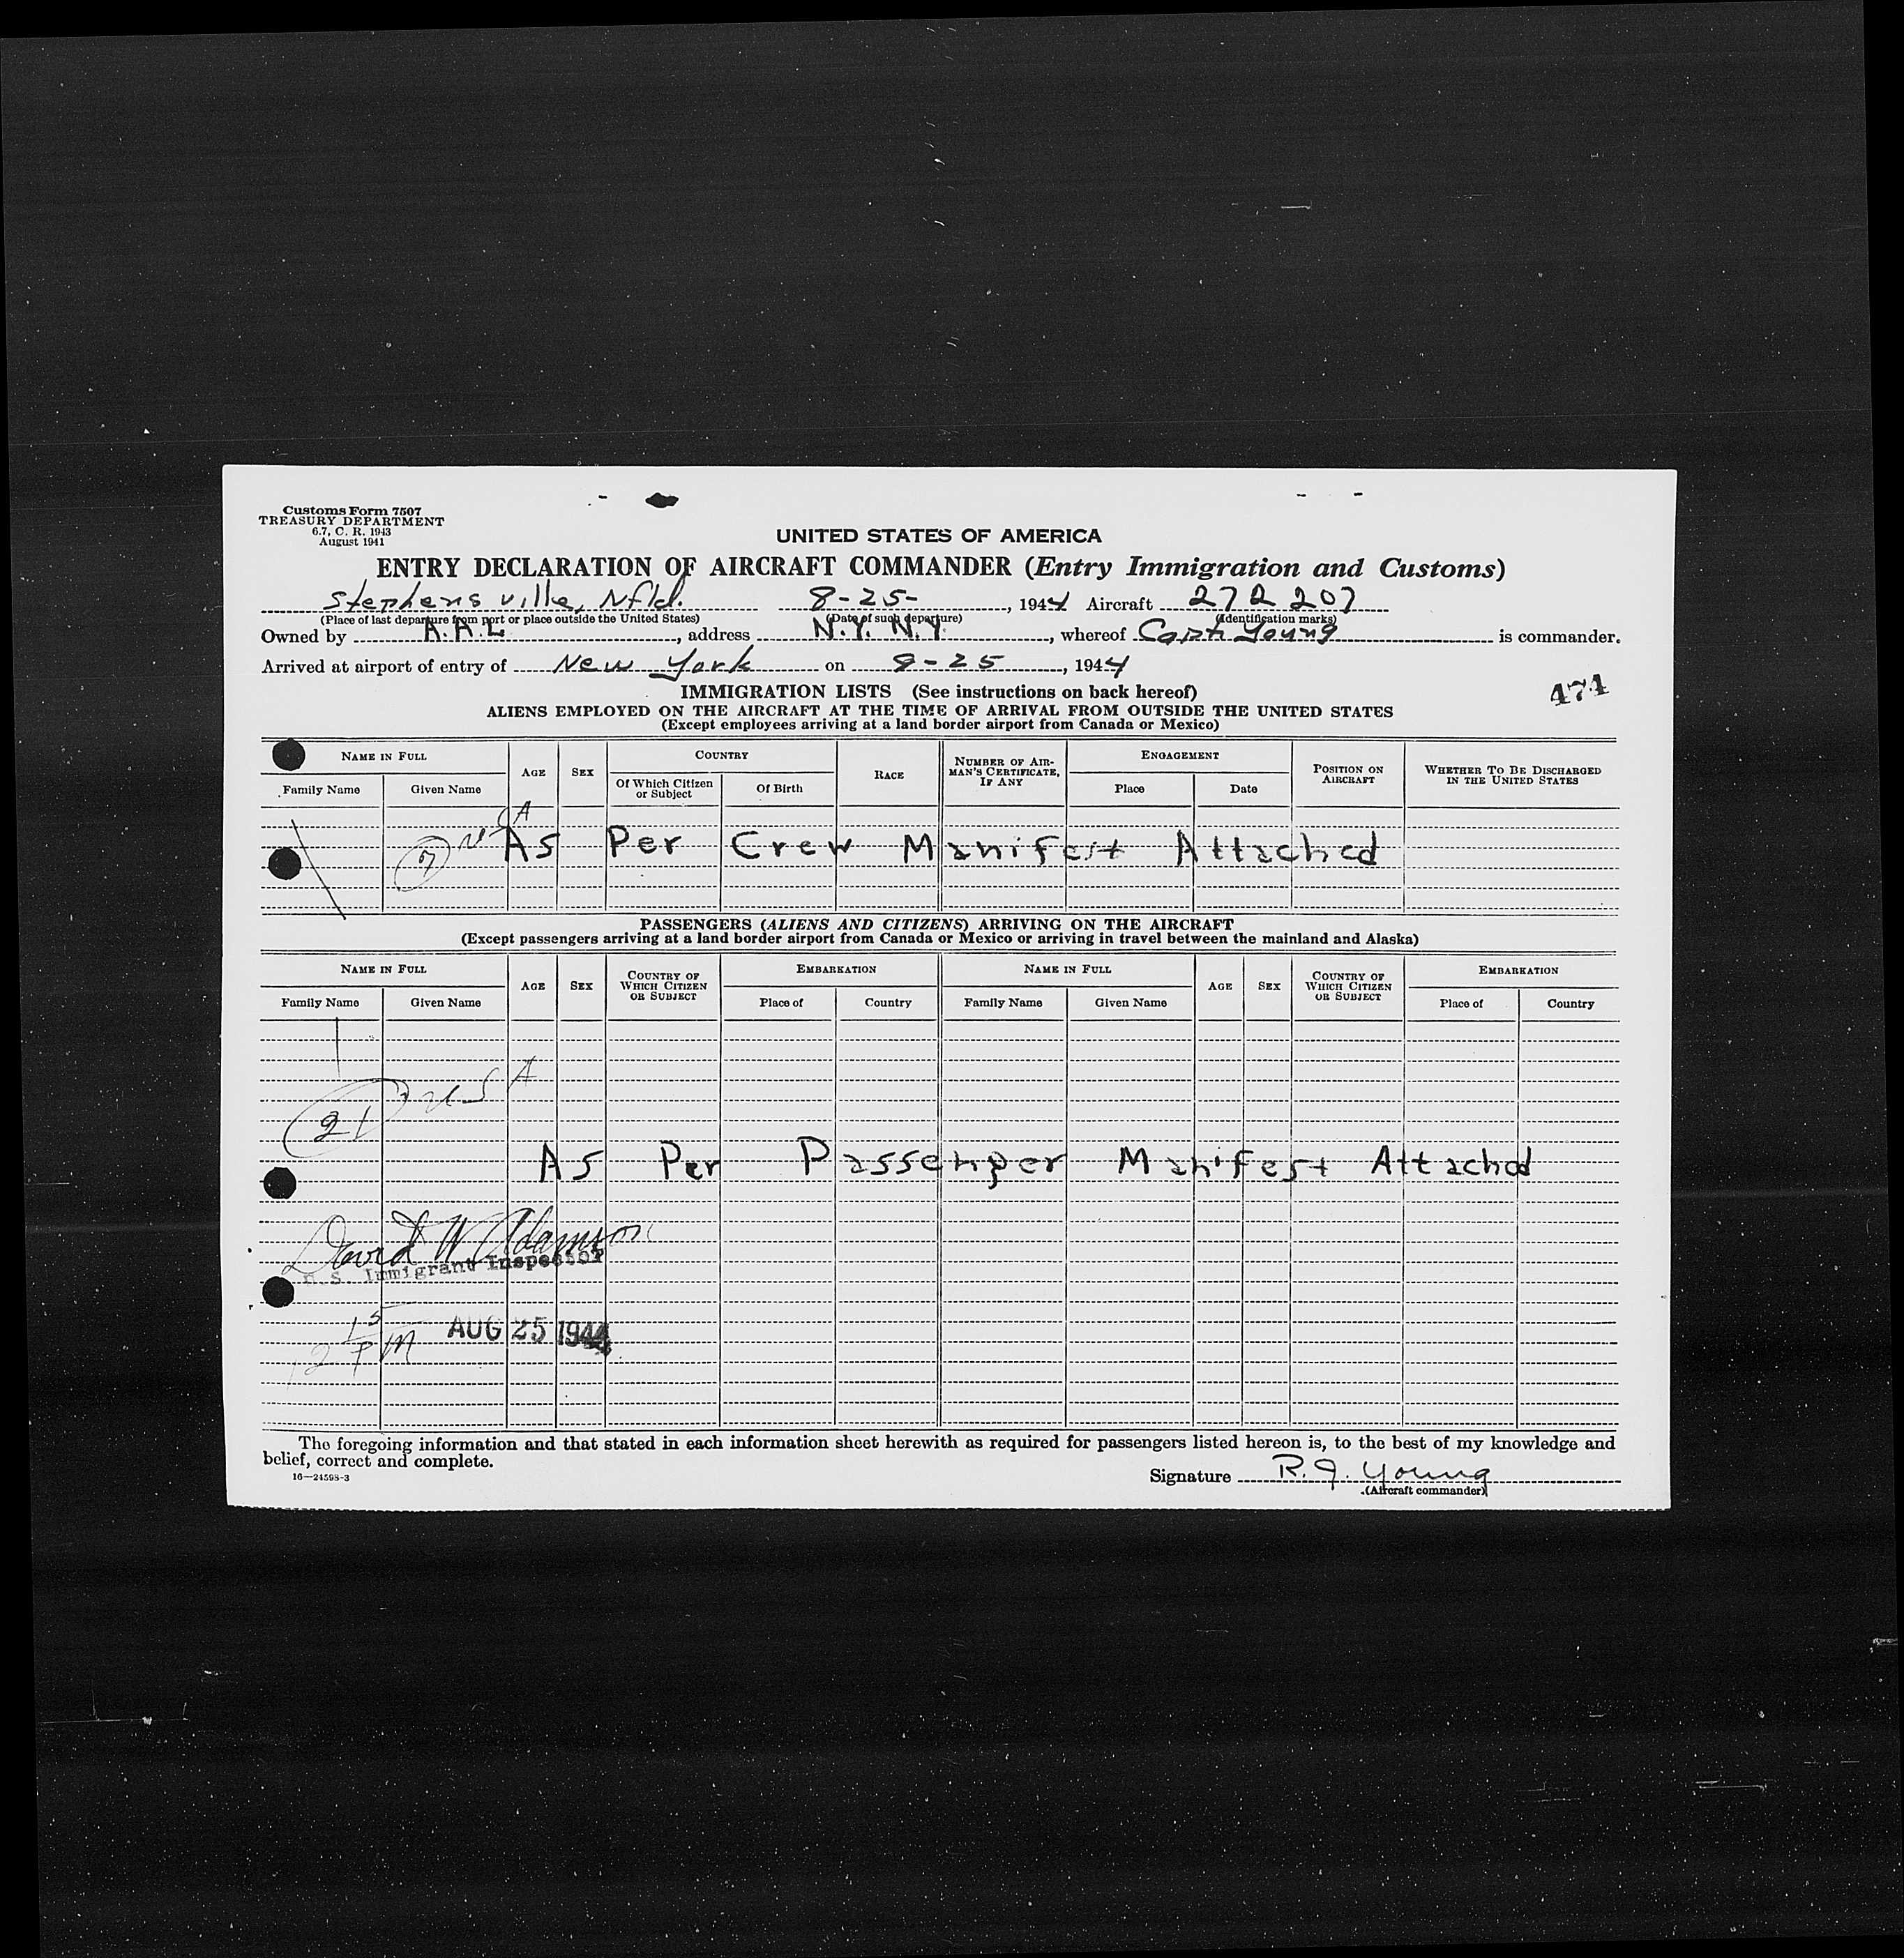 Customs Form 7507
TREASURY DEPARTMENT
6.7, C. R. 1943
August 1941
UNITED STATES OF AMERICA
ENTRY DECLARATION OF AIRCRAFT COMMANDER (Entry Immigration and Customs)
Stephensville, Nfld. 8-25-, 1944 Aircraft 272207
(Place of last departure from port or place outside the United States) (Date of such departure) (Identification marks)
Owned by A.A.L, address N.Y. N.Y., whereof Capt Young is commander.
Arrived at airport of entry of New York on 8-25, 1944
474
IMMIGRATION LISTS (See instructions on back hereof)
ALIENS EMPLOYED ON THE AIRCRAFT AT THE TIME OF ARRIVAL FROM OUTSIDE THE UNITED STATES
(Except employees arriving at a land border airport from Canada or Mexico)
NAME IN FULL AGE SEX COUNTRY RACE NUMBER OF AIRMAN'S CERTIFICATE, IF ANY ENGAGEMENT POSITION ON AIRCRAFT WHETHER TO BE DISCHARGED IN THE UNITED STATES
Family Name Given Name Of Which Citizen or Subject Of Birth Place Date
USA
As Per Crew Manifest Attached
PASSENGERS (ALIENS AND CITIZENS) ARRIVING ON THE AIRCRAFT
(Except passengers arriving at a land border airport from Canada or Mexico or arriving in travel between the mainland and Alaska)
NAME IN FULL AGE SEX COUNTRY OF WHICH CITIZEN OR SUBJECT EMBARKATION NAME IN FULL AGE SEX COUNTRY OF WHICH CITIZEN OR SUBJECT EMBARKATION
Family Name Given Name Place of Country Family Name Given Name Place of Country
21 USA
As Per Passenger Manifest Attachd
David W. Adamson
U. S. Immigrant Inspector
12 15 PM AUG 25 1944
The foregoing information and that stated in each information sheet herewith as required for passengers listed hereon is, to the best of my knowledge and
belief, correct and complete.
16—24598-3
Signature R. J. Young
(Aircraft commander)